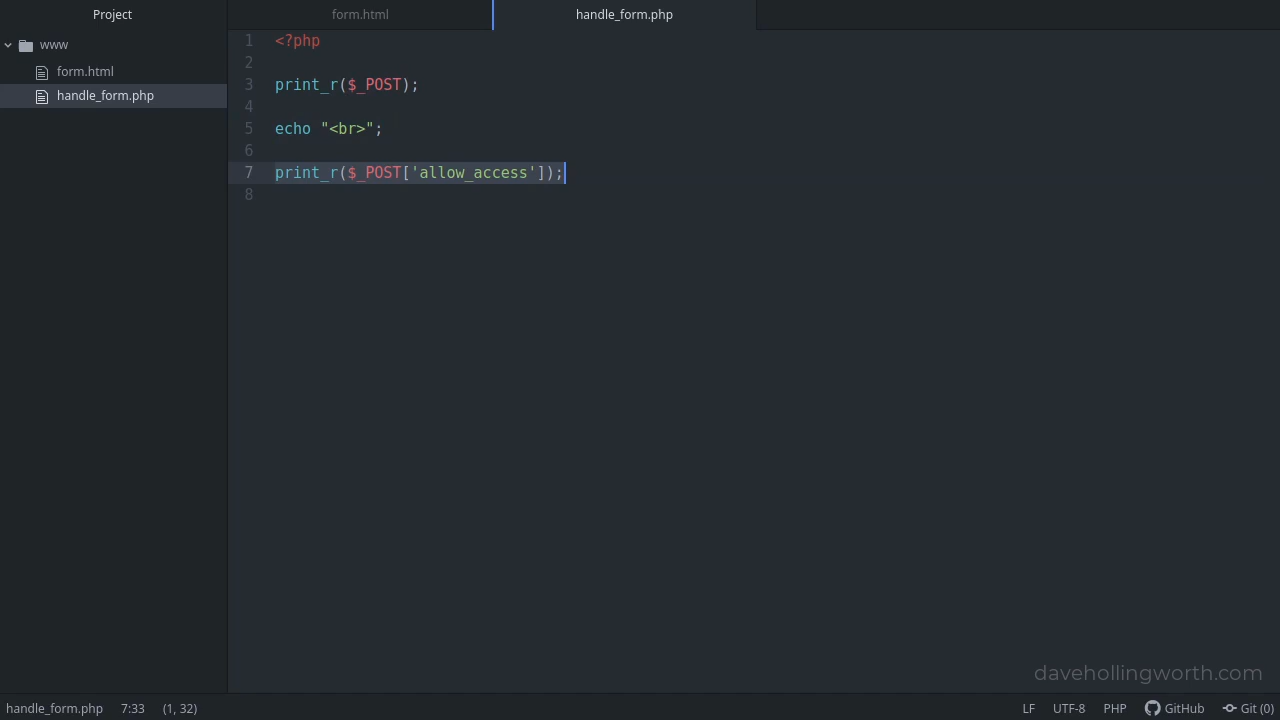 Project
form.html
handle_form.php
www
form.html
handle_form.php
1 <?php
2
3 print_r($_POST);
4
5 echo "<br>";
6
7 print_r($_POST['allow_access']);
8
davehollingworth.com
handle_form.php 7:33 (1, 32) LF UTF-8 PHP GitHub Git (0)